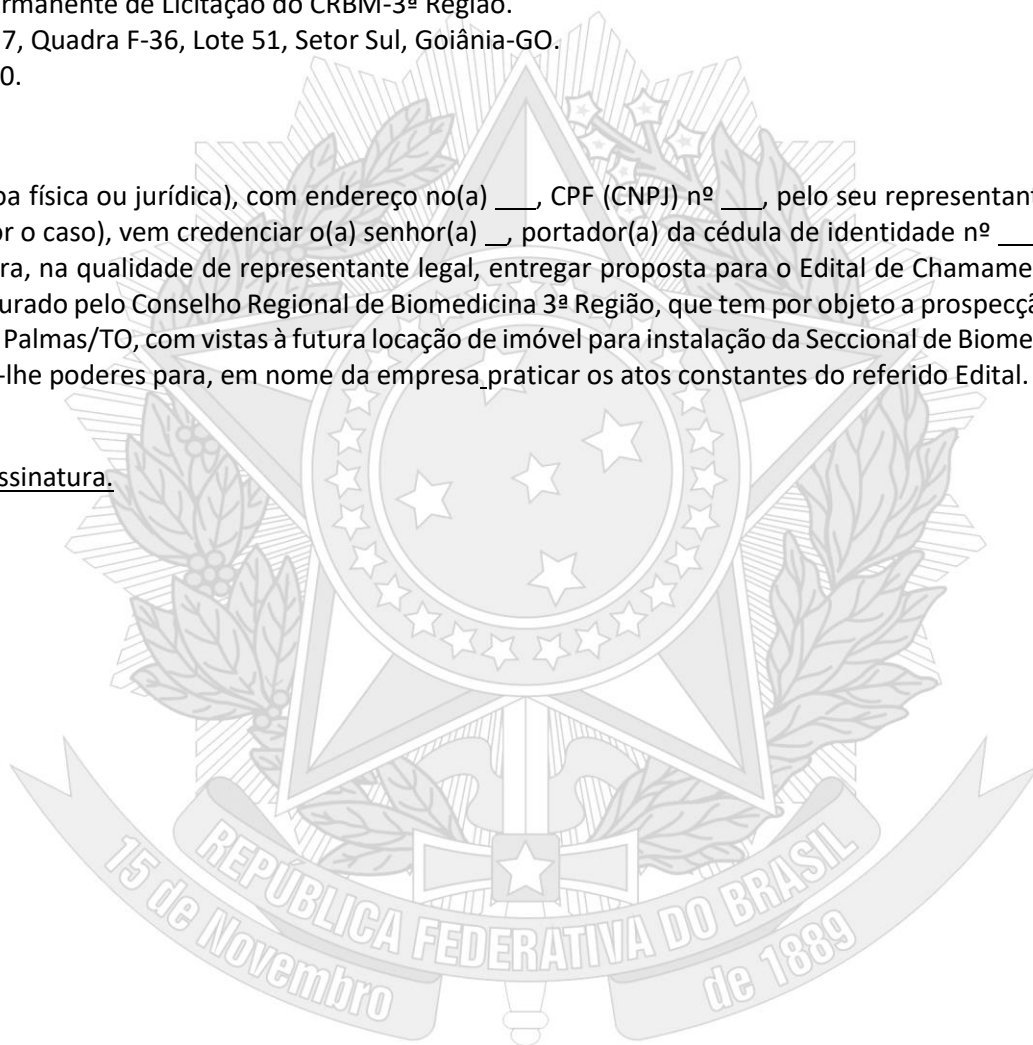 rmanente de Licitação do CRBM-3ª Região.
7, Quadra F-36, Lote 51, Setor Sul, Goiânia-GO.
0.
oa física ou jurídica), com endereço no(a) ___, CPF (CNPJ) nº ___, pelo seu representant
or o caso), vem credenciar o(a) senhor(a) __, portador(a) da cédula de identidade nº ___
ra, na qualidade de representante legal, entregar proposta para o Edital de Chamame
urado pelo Conselho Regional de Biomedicina 3ª Região, que tem por objeto a prospecçã
Palmas/TO, com vistas à futura locação de imóvel para instalação da Seccional de Biome
-lhe poderes para, em nome da empresa praticar os atos constantes do referido Edital.
ssinatura.
REPÚBLICA FEDERATIVA DO BRASIL
15 de Novembro de 1889